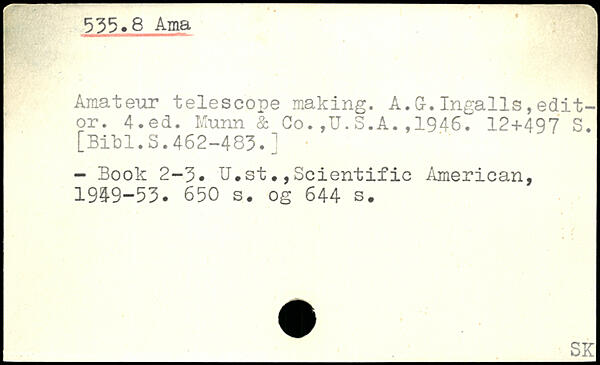 535.8 Ama
Amateur telescope making. A.G.Ingalls,edit-
or. 4.ed. Munn & Co.,U.S.A.,1946. 12+497 S.
[Bibl.S.462-483.]
- Book 2-3. U.st.,Scientific American,
1949-53. 650 s. og 644 s.
SK